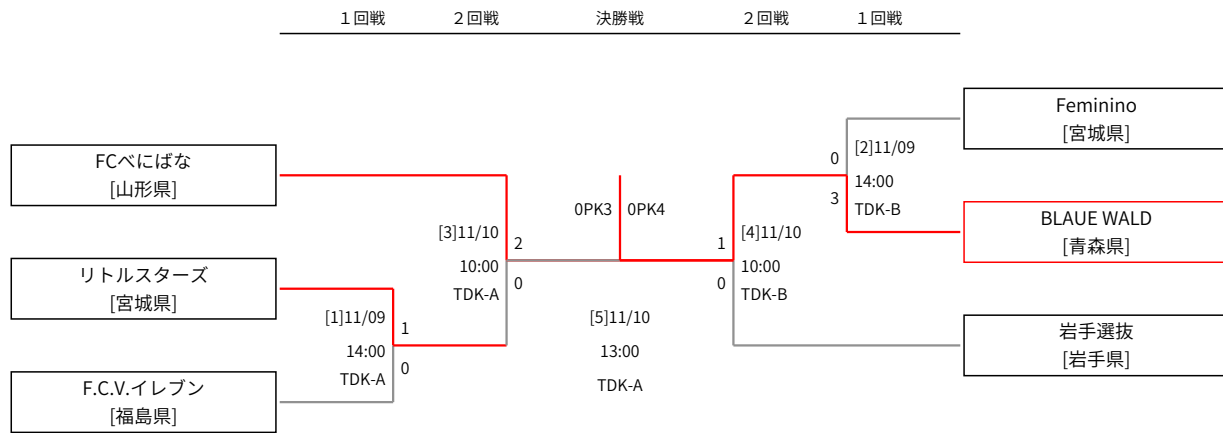 １回戦
２回戦
決勝戦
２回戦
１回戦
FCべにばな
[山形県]
リトルスターズ
[宮城県]
F.C.V.イレブン
[福島県]
[1]11/09
14:00
TDK-A
1
0
[3]11/10
10:00
TDK-A
2
0
0PK3
0PK4
[5]11/10
13:00
TDK-A
1
0
[4]11/10
10:00
TDK-B
0
3
[2]11/09
14:00
TDK-B
Feminino
[宮城県]
BLAUE WALD
[青森県]
岩手選抜
[岩手県]